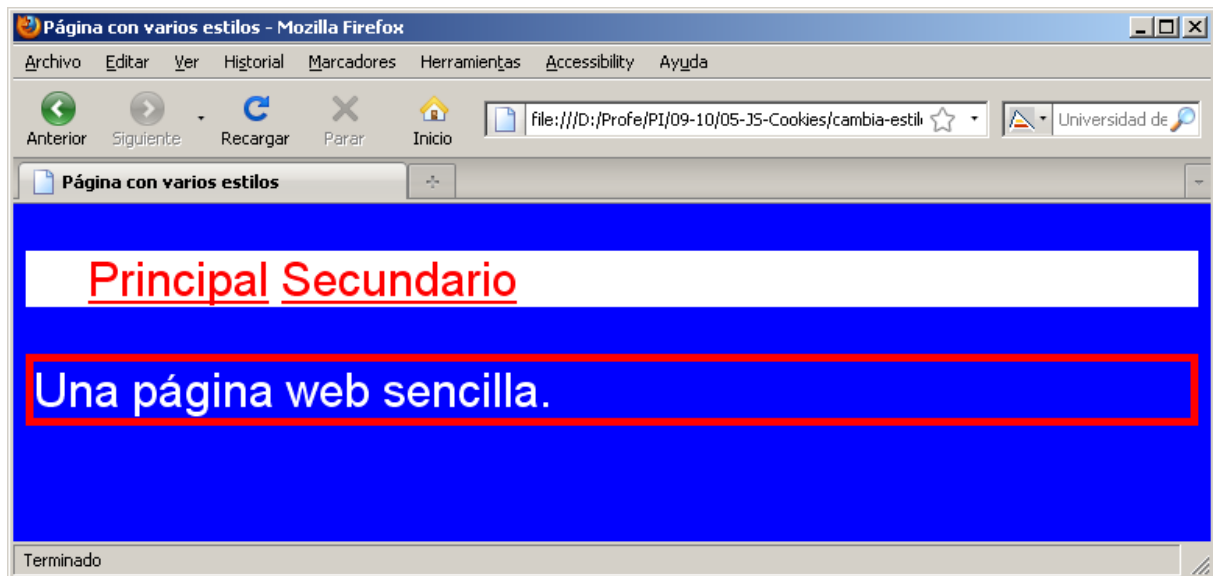 Página con varios estilos - Mozilla Firefox
Archivo Editar Ver Historial Marcadores Herramientas Accessibility Ayuda
file:///D:/Profe/PI/09-10/05-JS-Cookies/cambia-estil Universidad de
Anterior Siguiente Recargar Parar Inicio
Página con varios estilos
Principal Secundario
Una página web sencilla.
Terminado